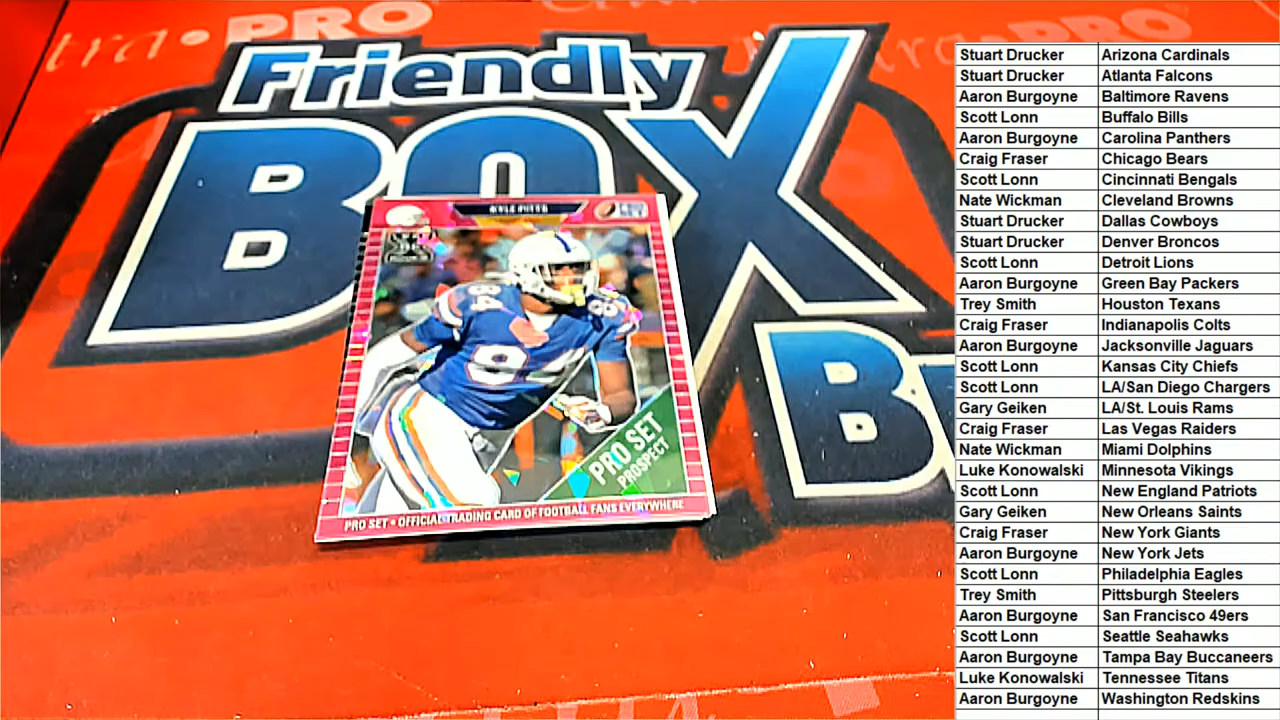 tra • PRO
PRO
Friendly
BOX
KYLE PITTS
84
84
PRO SET
PROSPECT
PRO SET • OFFICIAL TRADING CARD OF FOOTBALL FANS EVERYWHERE
Stuart Drucker Arizona Cardinals
Stuart Drucker Atlanta Falcons
Aaron Burgoyne Baltimore Ravens
Scott Lonn Buffalo Bills
Aaron Burgoyne Carolina Panthers
Craig Fraser Chicago Bears
Scott Lonn Cincinnati Bengals
Nate Wickman Cleveland Browns
Stuart Drucker Dallas Cowboys
Stuart Drucker Denver Broncos
Scott Lonn Detroit Lions
Aaron Burgoyne Green Bay Packers
Trey Smith Houston Texans
Craig Fraser Indianapolis Colts
Aaron Burgoyne Jacksonville Jaguars
Scott Lonn Kansas City Chiefs
Scott Lonn LA/San Diego Chargers
Gary Geiken LA/St. Louis Rams
Craig Fraser Las Vegas Raiders
Nate Wickman Miami Dolphins
Luke Konowalski Minnesota Vikings
Scott Lonn New England Patriots
Gary Geiken New Orleans Saints
Craig Fraser New York Giants
Aaron Burgoyne New York Jets
Scott Lonn Philadelphia Eagles
Trey Smith Pittsburgh Steelers
Aaron Burgoyne San Francisco 49ers
Scott Lonn Seattle Seahawks
Aaron Burgoyne Tampa Bay Buccaneers
Luke Konowalski Tennessee Titans
Aaron Burgoyne Washington Redskins